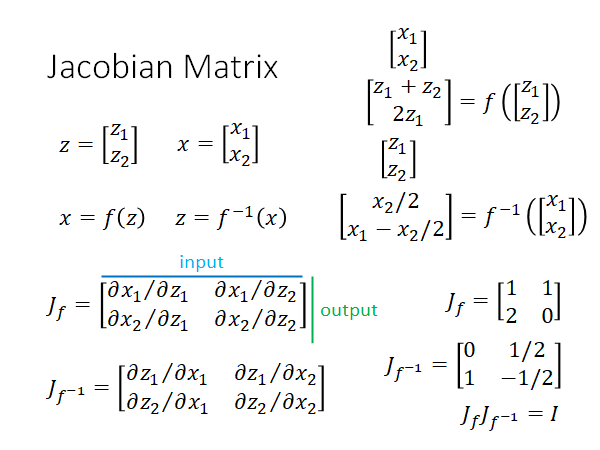 Jacobian Matrix
z = [z₁ z₂] x = [x₁ x₂]
x = f(z) z = f⁻¹(x)
input
J_f = [∂x₁/∂z₁ ∂x₁/∂z₂
∂x₂/∂z₁ ∂x₂/∂z₂]
output
J_f⁻¹ = [∂z₁/∂x₁ ∂z₁/∂x₂
∂z₂/∂x₁ ∂z₂/∂x₂]
[x₁
x₂]
[z₁ + z₂
2z₁] = f([z₁ z₂])
[z₁
z₂]
[x₂/2
x₁ − x₂/2] = f⁻¹([x₁ x₂])
J_f = [1 1
2 0]
J_f⁻¹ = [0 1/2
1 −1/2]
J_f J_f⁻¹ = I